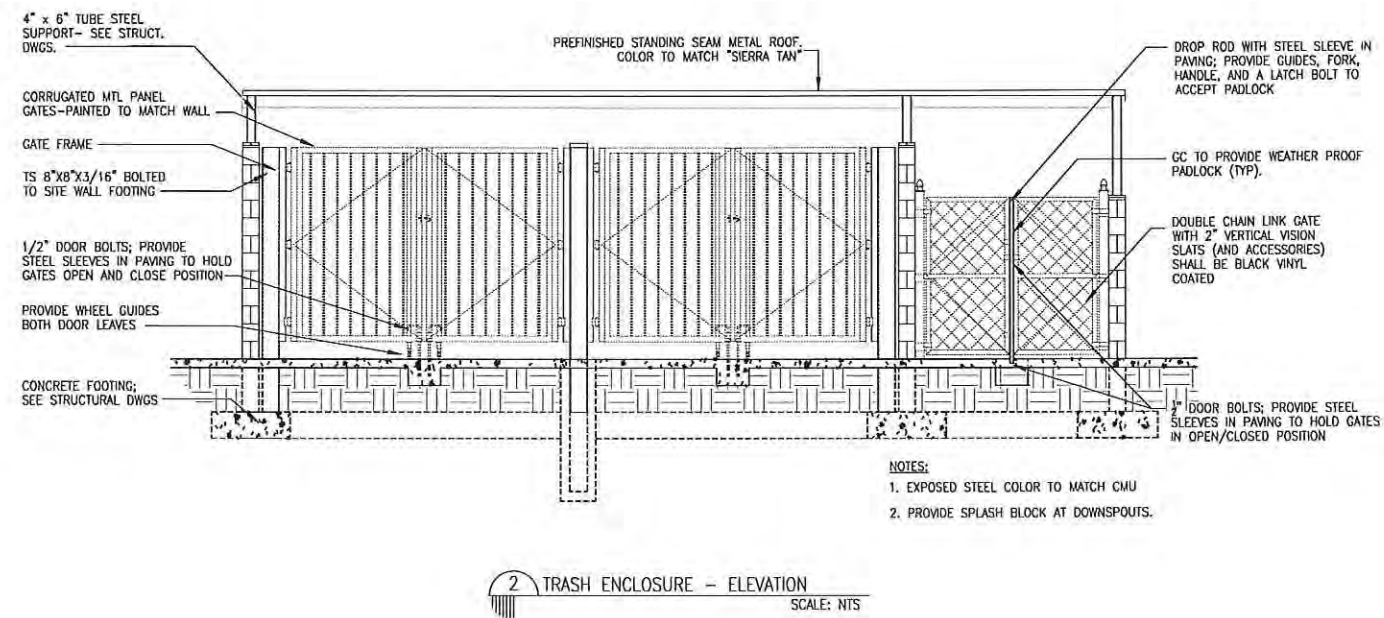 4" x 6" TUBE STEEL
SUPPORT- SEE STRUCT.
DWGS.
CORRUGATED MTL PANEL
GATES-PAINTED TO MATCH WALL
GATE FRAME
TS 8"X8"X3/16" BOLTED
TO SITE WALL FOOTING
1/2" DOOR BOLTS; PROVIDE
STEEL SLEEVES IN PAVING TO HOLD
GATES OPEN AND CLOSE POSITION
PROVIDE WHEEL GUIDES
BOTH DOOR LEAVES
CONCRETE FOOTING;
SEE STRUCTURAL DWGS
PREFINISHED STANDING SEAM METAL ROOF.
COLOR TO MATCH "SIERRA TAN"
DROP ROD WITH STEEL SLEEVE IN
PAVING; PROVIDE GUIDES, FORK,
HANDLE, AND A LATCH BOLT TO
ACCEPT PADLOCK
GC TO PROVIDE WEATHER PROOF
PADLOCK (TYP).
DOUBLE CHAIN LINK GATE
WITH 2" VERTICAL VISION
SLATS (AND ACCESSORIES)
SHALL BE BLACK VINYL
COATED
DOOR BOLTS; PROVIDE STEEL
SLEEVES IN PAVING TO HOLD GATES
IN OPEN/CLOSED POSITION
NOTES:
1. EXPOSED STEEL COLOR TO MATCH CMU
2. PROVIDE SPLASH BLOCK AT DOWNSPOUTS.
2 TRASH ENCLOSURE - ELEVATION
SCALE: NTS